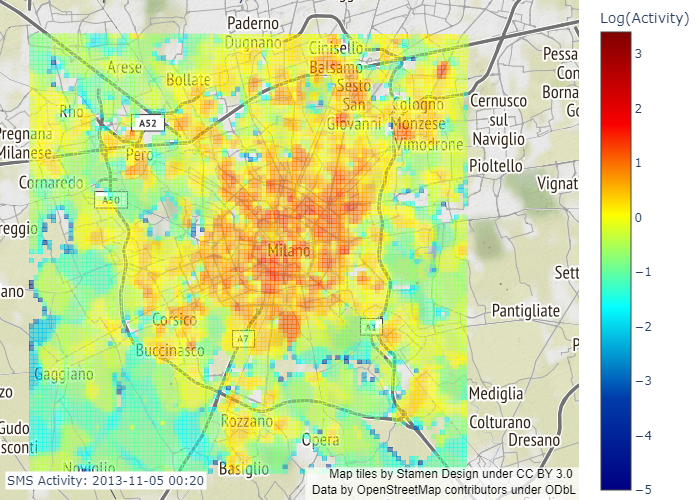 Log(Activity)
Paderno
Dugnano
Cinisello
Balsamo
Arese
Bollate
Sesto
San
Giovanni
Cologno
Monzese
Vimodrone
Cernusco
sul
Naviglio
Pioltello
Pessa
Con
Borna
Go
Rho
A52
Pregnana
Milanese
Pero
Cornaredo
A50
reggio
Vignat
Milano
Sett
ano
Pantigliate
Corsico
A7
A1
Buccinasco
P
Gaggiano
zo
Mediglia
Rozzano
Colturano
Gudo
sconti
Opera
Dresano
Noviglio
Basiglio
SMS Activity: 2013-11-05 00:20
Map tiles by Stamen Design under CC BY 3.0
Data by OpenStreetMap contributors under ODbL
3
2
1
0
−1
−2
−3
−4
−5